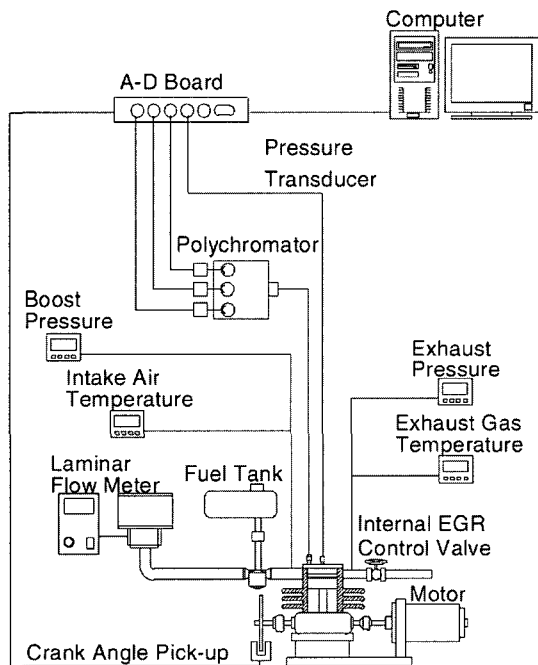 Computer
A-D Board
Pressure
Transducer
Polychromator
Boost
Pressure
Intake Air
Temperature
Exhaust
Pressure
Exhaust Gas
Temperature
Laminar
Flow Meter
Fuel Tank
Internal EGR
Control Valve
Motor
Crank Angle Pick-up